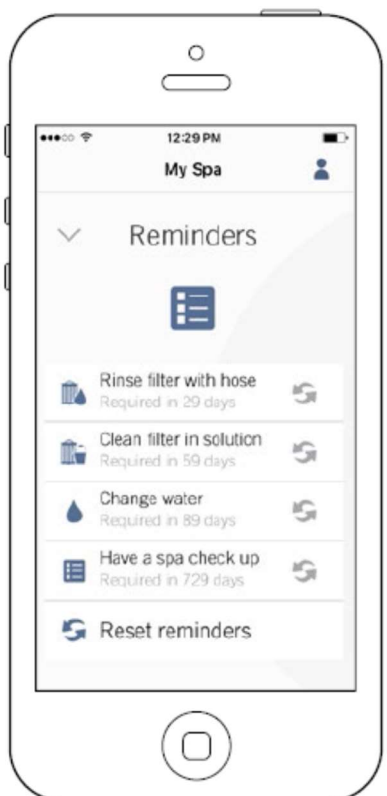 12:29 PM
My Spa
Reminders
Rinse filter with hose
Required in 29 days
Clean filter in solution
Required in 59 days
Change water
Required in 89 days
Have a spa check up
Required in 729 days
Reset reminders